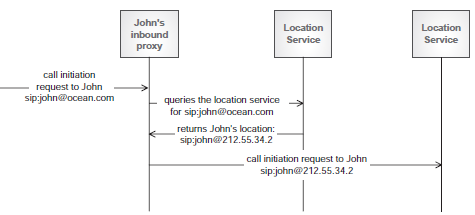 John's
inbound
proxy
Location
Service
Location
Service
call initiation
request to John
sip:john@ocean.com
queries the location service
for sip:john@ocean.com
returns John's location:
sip:john@212.55.34.2
call initiation request to John
sip:john@212.55.34.2